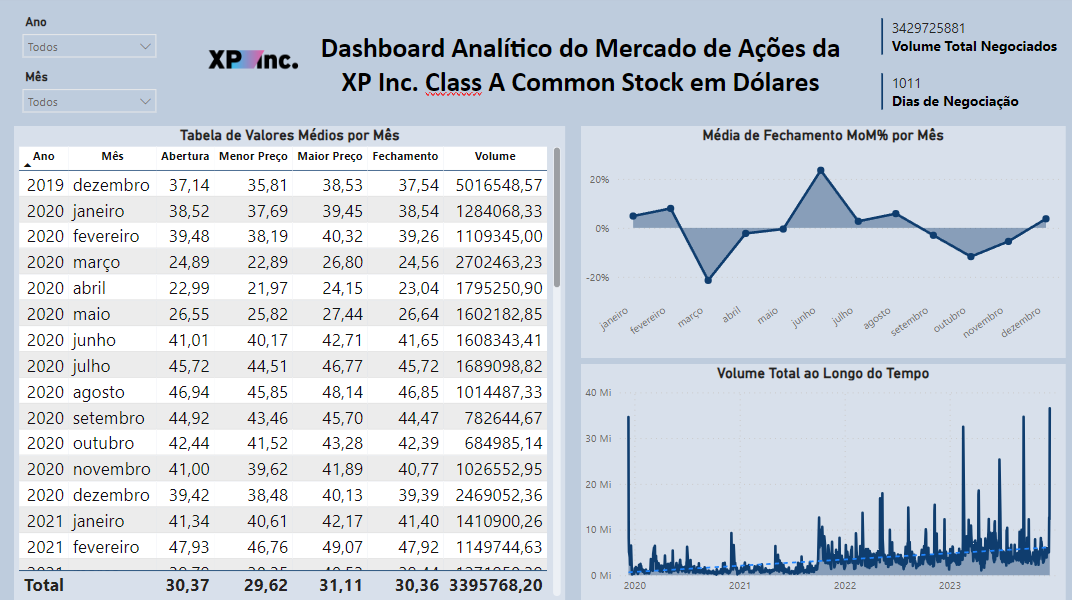 Ano
Todos
Mês
Todos
XP Inc.
Dashboard Analítico do Mercado de Ações da
XP Inc. Class A Common Stock em Dólares
3429725881
Volume Total Negociados
1011
Dias de Negociação
Tabela de Valores Médios por Mês
Ano Mês Abertura Menor Preço Maior Preço Fechamento Volume
2019 dezembro 37,14 35,81 38,53 37,54 5016548,57
2020 janeiro 38,52 37,69 39,45 38,54 1284068,33
2020 fevereiro 39,48 38,19 40,32 39,26 1109345,00
2020 março 24,89 22,89 26,80 24,56 2702463,23
2020 abril 22,99 21,97 24,15 23,04 1795250,90
2020 maio 26,55 25,82 27,44 26,64 1602182,85
2020 junho 41,01 40,17 42,71 41,65 1608343,41
2020 julho 45,72 44,51 46,77 45,72 1689098,82
2020 agosto 46,94 45,85 48,14 46,85 1014487,33
2020 setembro 44,92 43,46 45,70 44,47 782644,67
2020 outubro 42,44 41,52 43,28 42,39 684985,14
2020 novembro 41,00 39,62 41,89 40,77 1026552,95
2020 dezembro 39,42 38,48 40,13 39,39 2469052,36
2021 janeiro 41,34 40,61 42,17 41,40 1410900,26
2021 fevereiro 47,93 46,76 49,07 47,92 1149744,63
Total 30,37 29,62 31,11 30,36 3395768,20
Média de Fechamento MoM% por Mês
20%
0%
-20%
janeiro fevereiro março abril maio junho julho agosto setembro outubro novembro dezembro
Volume Total ao Longo do Tempo
40 Mi
30 Mi
20 Mi
10 Mi
0 Mi
2020 2021 2022 2023